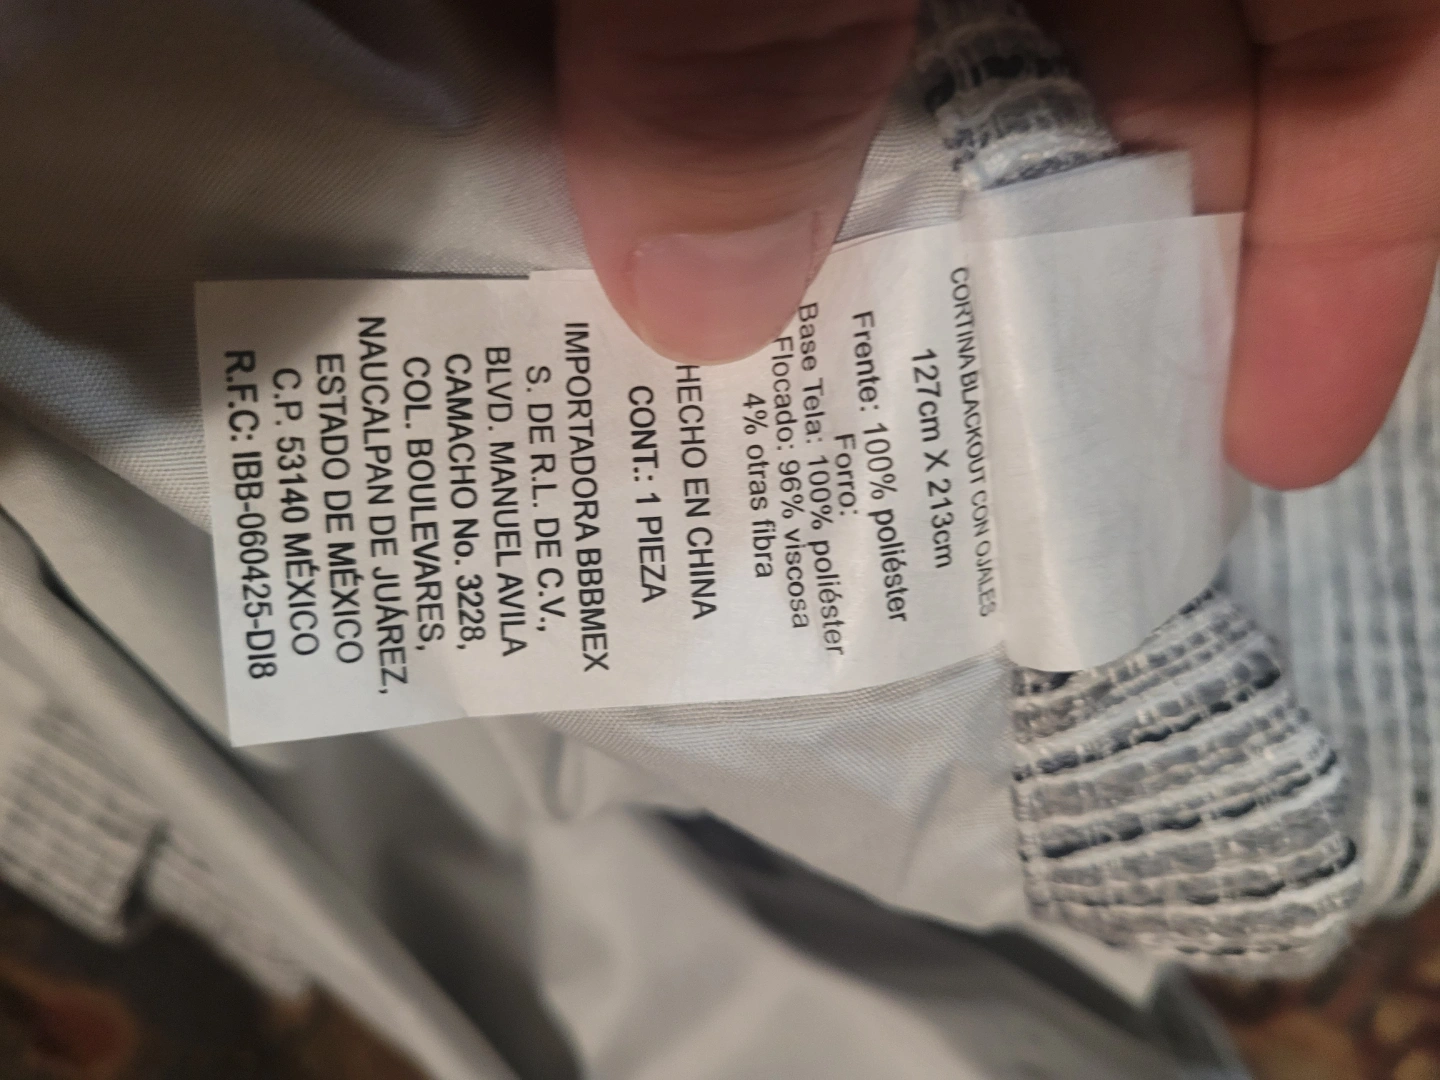 CORTINA BLACKOUT CON OJALES
127cm X 213cm
Frente: 100% poliéster
Forro:
Base Tela: 100% poliéster
Flocado: 96% viscosa
4% otras fibra
HECHO EN CHINA
CONT.: 1 PIEZA
IMPORTADORA BBBMEX
S. DE R.L. DE C.V.,
BLVD. MANUEL AVILA
CAMACHO No. 3228,
COL. BOULEVARES,
NAUCALPAN DE JUÁREZ,
ESTADO DE MÉXICO
C.P. 53140 MÉXICO
R.F.C: IBB-060425-DI8